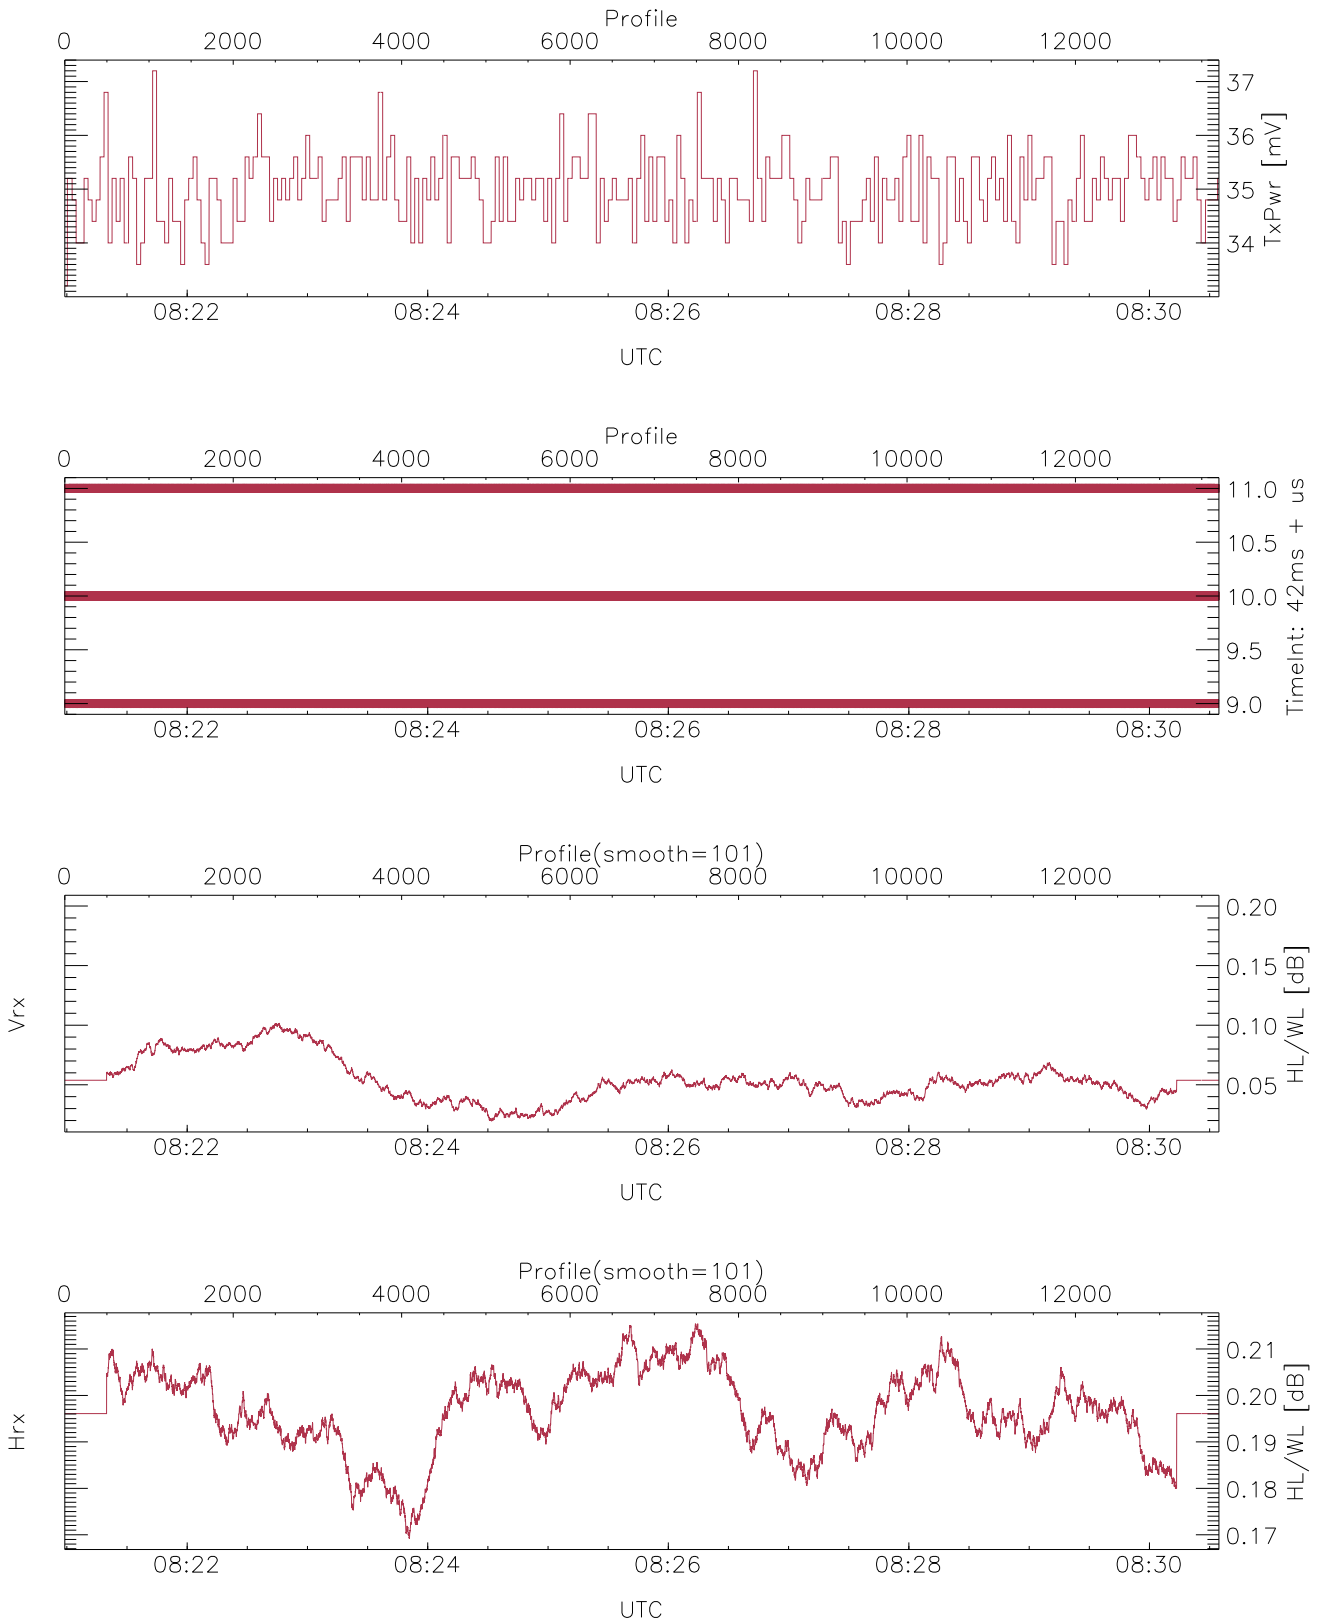 Profile
0 2000 4000 6000 8000 10000 12000
37
36
35
34
TxPwr [mV]
08:22 08:24 08:26 08:28 08:30
UTC
Profile
0 2000 4000 6000 8000 10000 12000
11.0
10.5
10.0
9.5
9.0
TimeInt: 42ms + us
08:22 08:24 08:26 08:28 08:30
UTC
Profile(smooth=101)
0 2000 4000 6000 8000 10000 12000
Vrx
0.20
0.15
0.10
0.05
HL/WL [dB]
08:22 08:24 08:26 08:28 08:30
UTC
Profile(smooth=101)
0 2000 4000 6000 8000 10000 12000
Hrx
0.21
0.20
0.19
0.18
0.17
HL/WL [dB]
08:22 08:24 08:26 08:28 08:30
UTC